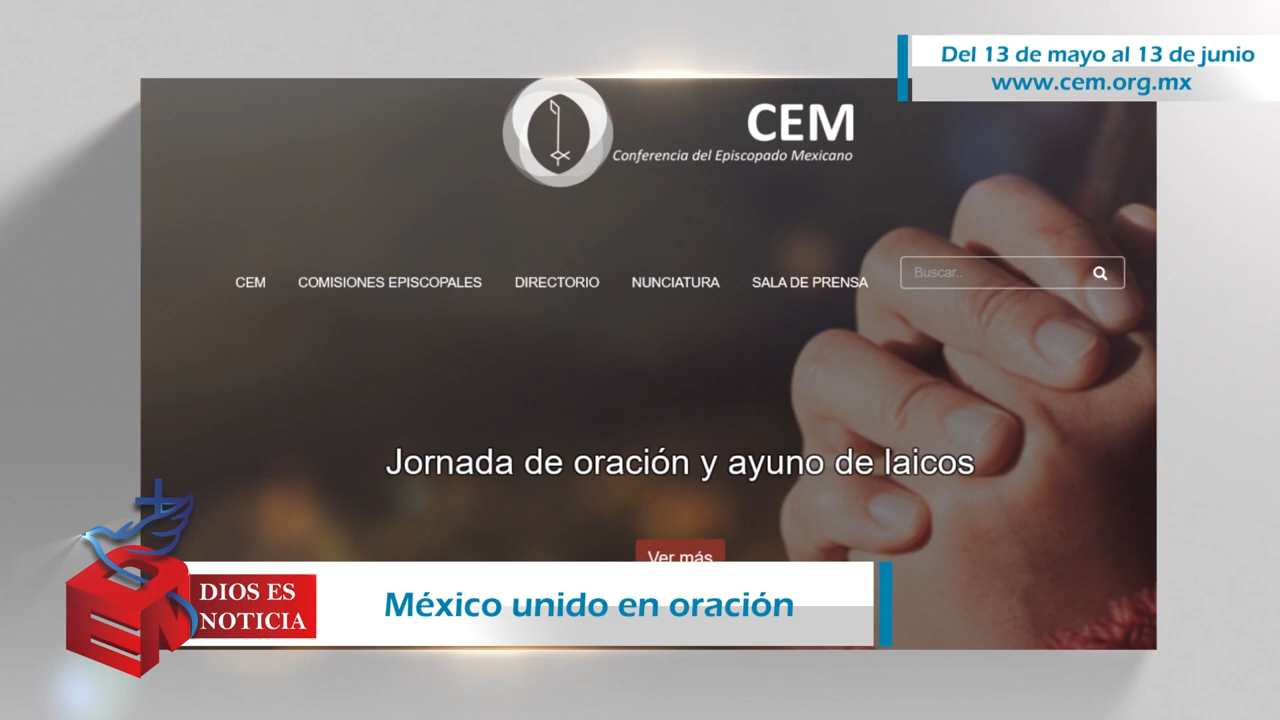 Del 13 de mayo al 13 de junio
www.cem.org.mx
CEM
Conferencia del Episcopado Mexicano
CEM COMISIONES EPISCOPALES DIRECTORIO NUNCIATURA SALA DE PRENSA Buscar..
Jornada de oración y ayuno de laicos
Ver más
DIOS ES
NOTICIA
México unido en oración